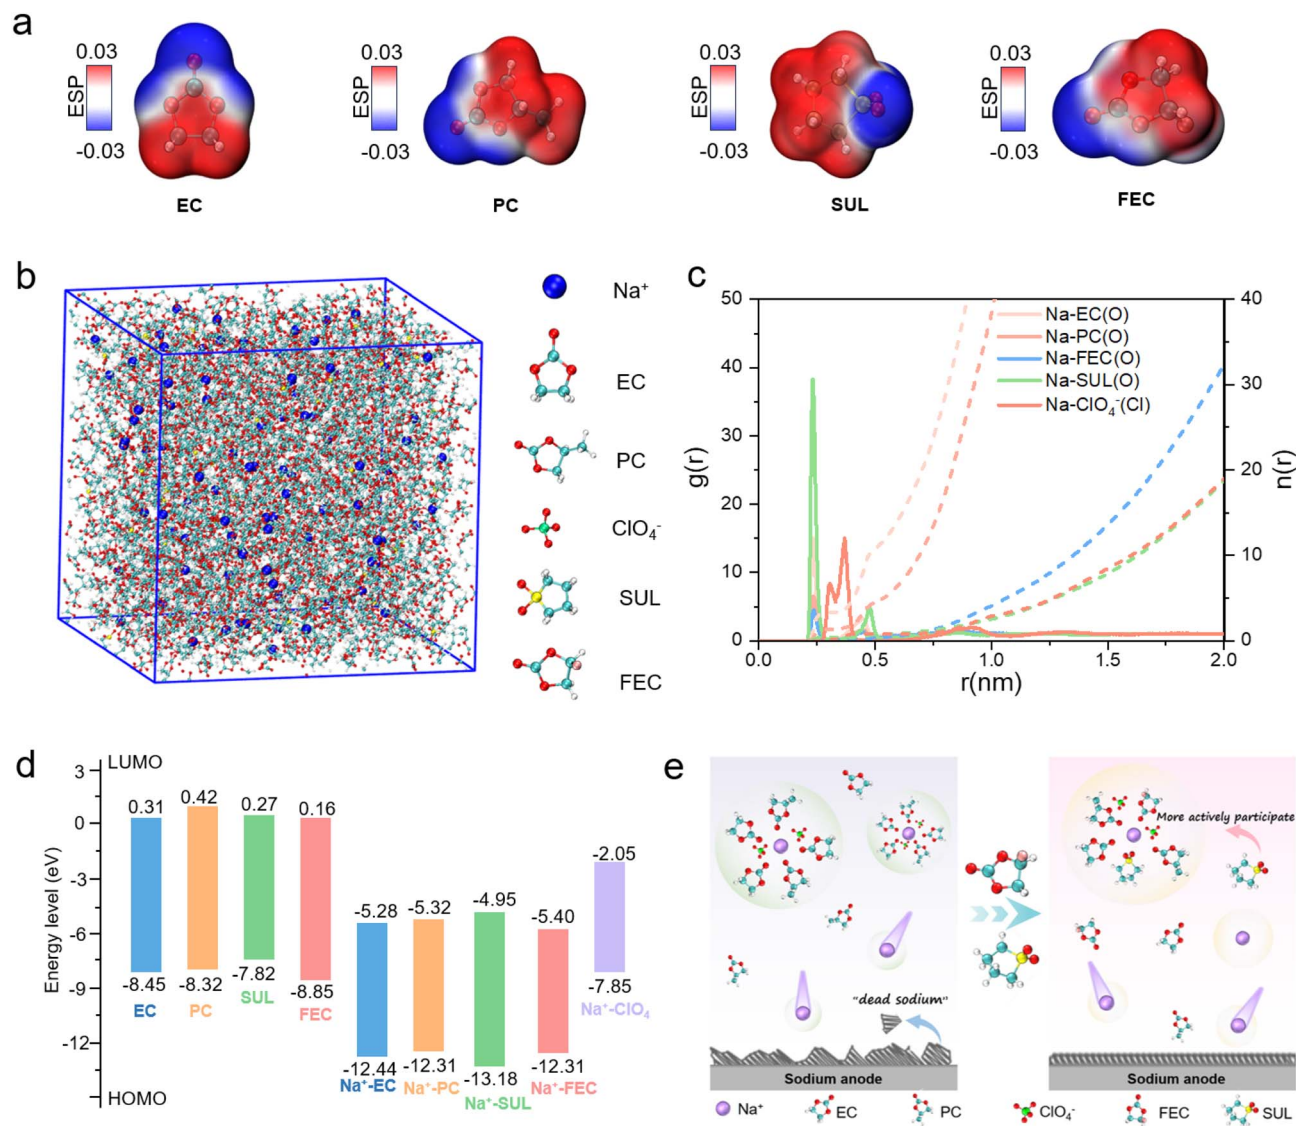 a
0.03
ESP
-0.03
EC
0.03
ESP
-0.03
PC
0.03
ESP
-0.03
SUL
0.03
ESP
-0.03
FEC
b
Na⁺
EC
PC
ClO₄⁻
SUL
FEC
c
50
40
30
20
10
0
g(r)
40
30
20
10
0
n(r)
0.0 0.5 1.0 1.5 2.0
r(nm)
Na-EC(O)
Na-PC(O)
Na-FEC(O)
Na-SUL(O)
Na-ClO₄⁻(Cl)
d
LUMO
3
0
-3
-6
-9
-12
HOMO
Energy level (eV)
0.31 0.42 0.27 0.16
-8.45 -8.32 -7.82 -8.85
EC PC SUL FEC
-5.28 -5.32 -4.95 -5.40 -2.05
-12.44 -12.31 -13.18 -12.31 -7.85
Na⁺-EC Na⁺-PC Na⁺-SUL Na⁺-FEC Na⁺-ClO₄
e
"dead sodium"
Sodium anode
More actively participate
Sodium anode
Na⁺ EC PC ClO₄⁻ FEC SUL